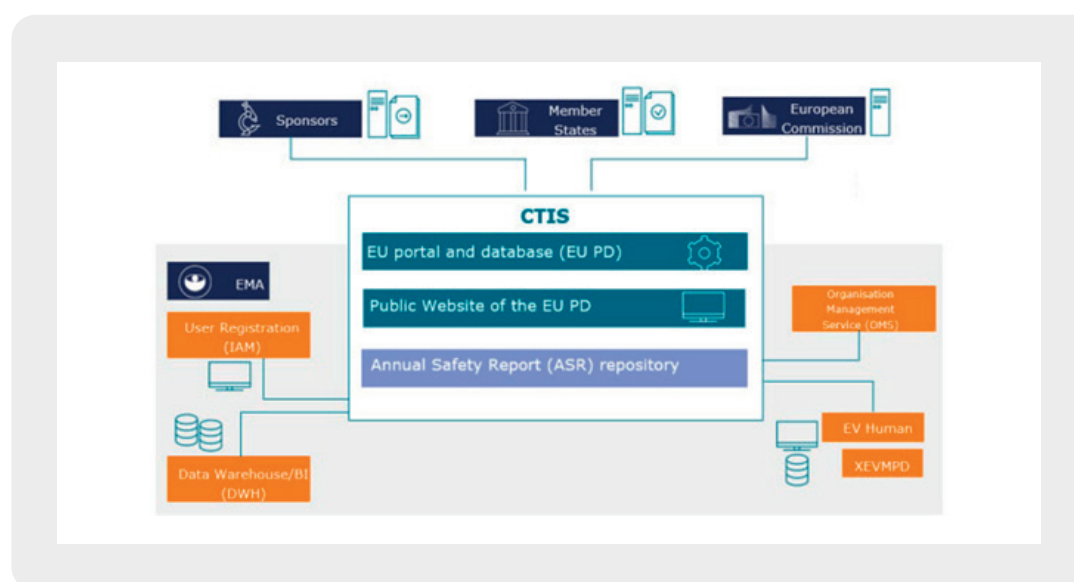 Sponsors
Member
States
European
Commission
CTIS
EU portal and database (EU PD)
Public Website of the EU PD
Annual Safety Report (ASR) repository
EMA
User Registration
(IAM)
Data Warehouse/BI
(DWH)
Organisation
Management
Service (OMS)
EV Human
XEVMPD